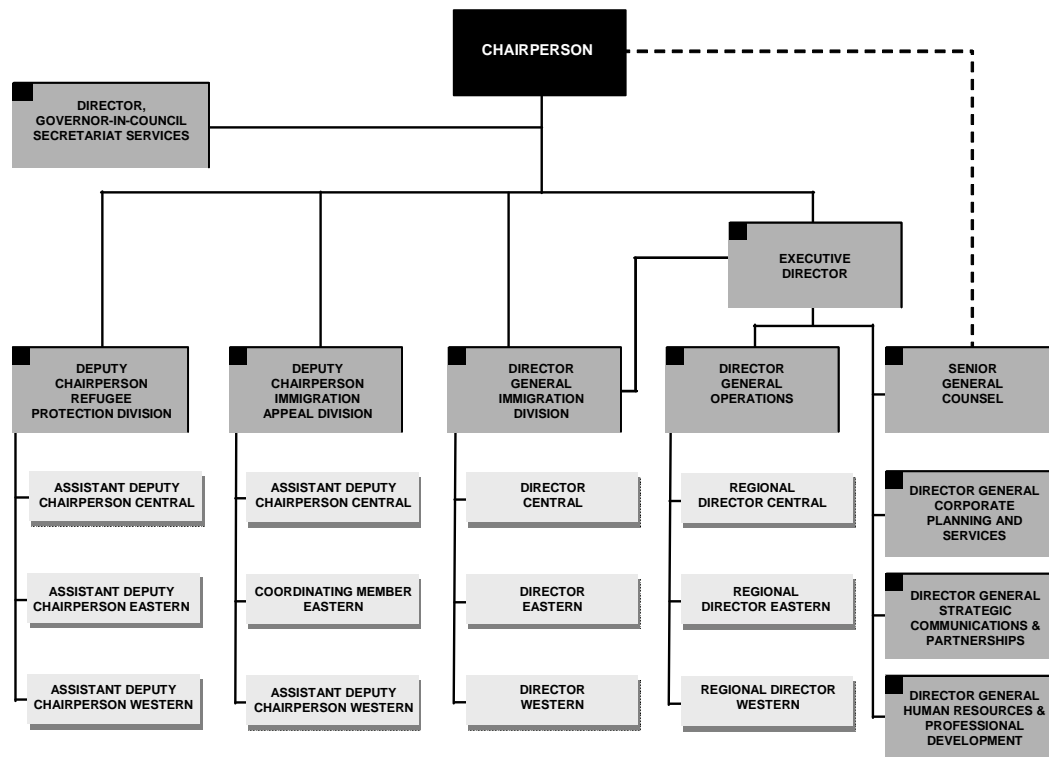 CHAIRPERSON
DIRECTOR,
GOVERNOR-IN-COUNCIL
SECRETARIAT SERVICES
EXECUTIVE
DIRECTOR
DEPUTY
CHAIRPERSON
REFUGEE
PROTECTION DIVISION
DEPUTY
CHAIRPERSON
IMMIGRATION
APPEAL DIVISION
DIRECTOR
GENERAL
IMMIGRATION
DIVISION
DIRECTOR
GENERAL
OPERATIONS
SENIOR
GENERAL
COUNSEL
ASSISTANT DEPUTY
CHAIRPERSON CENTRAL
ASSISTANT DEPUTY
CHAIRPERSON CENTRAL
DIRECTOR
CENTRAL
REGIONAL
DIRECTOR CENTRAL
DIRECTOR GENERAL
CORPORATE
PLANNING AND
SERVICES
ASSISTANT DEPUTY
CHAIRPERSON EASTERN
COORDINATING MEMBER
EASTERN
DIRECTOR
EASTERN
REGIONAL
DIRECTOR EASTERN
DIRECTOR GENERAL
STRATEGIC
COMMUNICATIONS &
PARTNERSHIPS
ASSISTANT DEPUTY
CHAIRPERSON WESTERN
ASSISTANT DEPUTY
CHAIRPERSON WESTERN
DIRECTOR
WESTERN
REGIONAL DIRECTOR
WESTERN
DIRECTOR GENERAL
HUMAN RESOURCES &
PROFESSIONAL
DEVELOPMENT